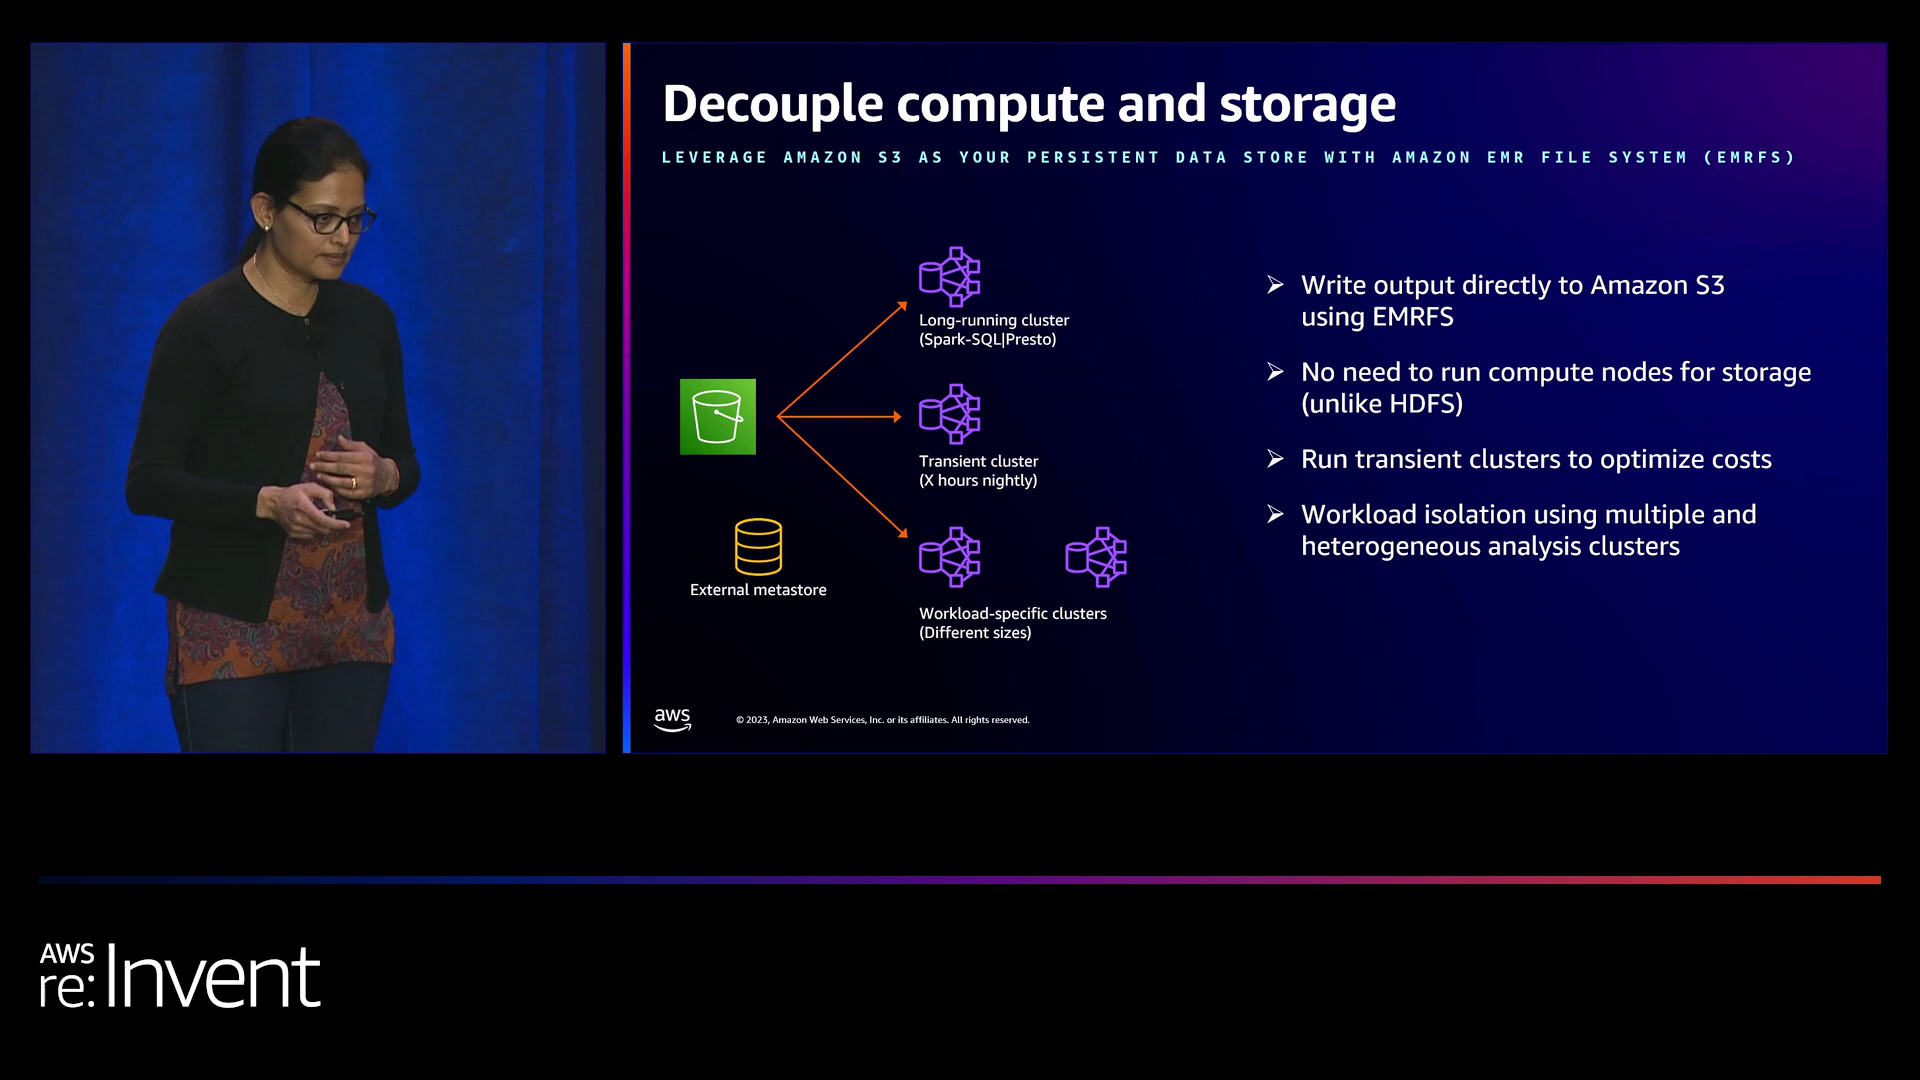 Decouple compute and storage
LEVERAGE AMAZON S3 AS YOUR PERSISTENT DATA STORE WITH AMAZON EMR FILE SYSTEM (EMRFS)
Long-running cluster
(Spark-SQL|Presto)
Transient cluster
(X hours nightly)
External metastore
Workload-specific clusters
(Different sizes)
➢ Write output directly to Amazon S3
using EMRFS
➢ No need to run compute nodes for storage
(unlike HDFS)
➢ Run transient clusters to optimize costs
➢ Workload isolation using multiple and
heterogeneous analysis clusters
aws
© 2023, Amazon Web Services, Inc. or its affiliates. All rights reserved.
AWS
re:Invent